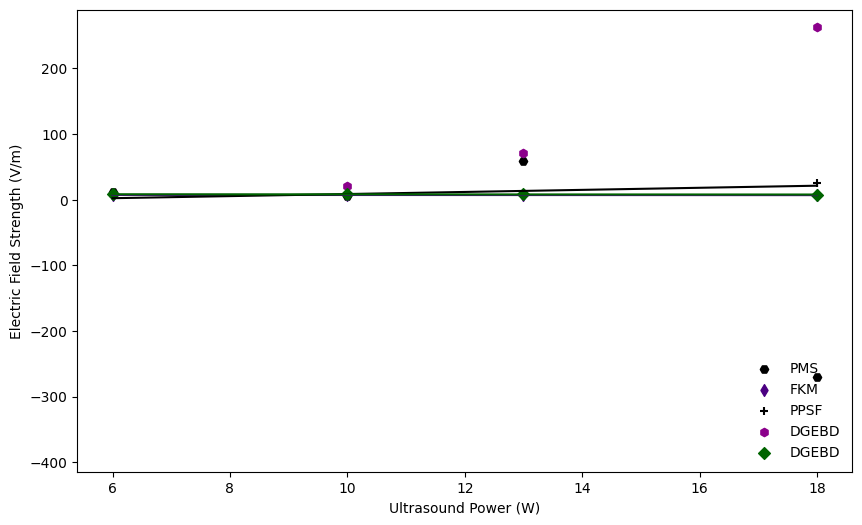 200
100
0
−100
−200
−300
−400
Electric Field Strength (V/m)
6
8
10
12
14
16
18
Ultrasound Power (W)
PMS
FKM
PPSF
DGEBD
DGEBD